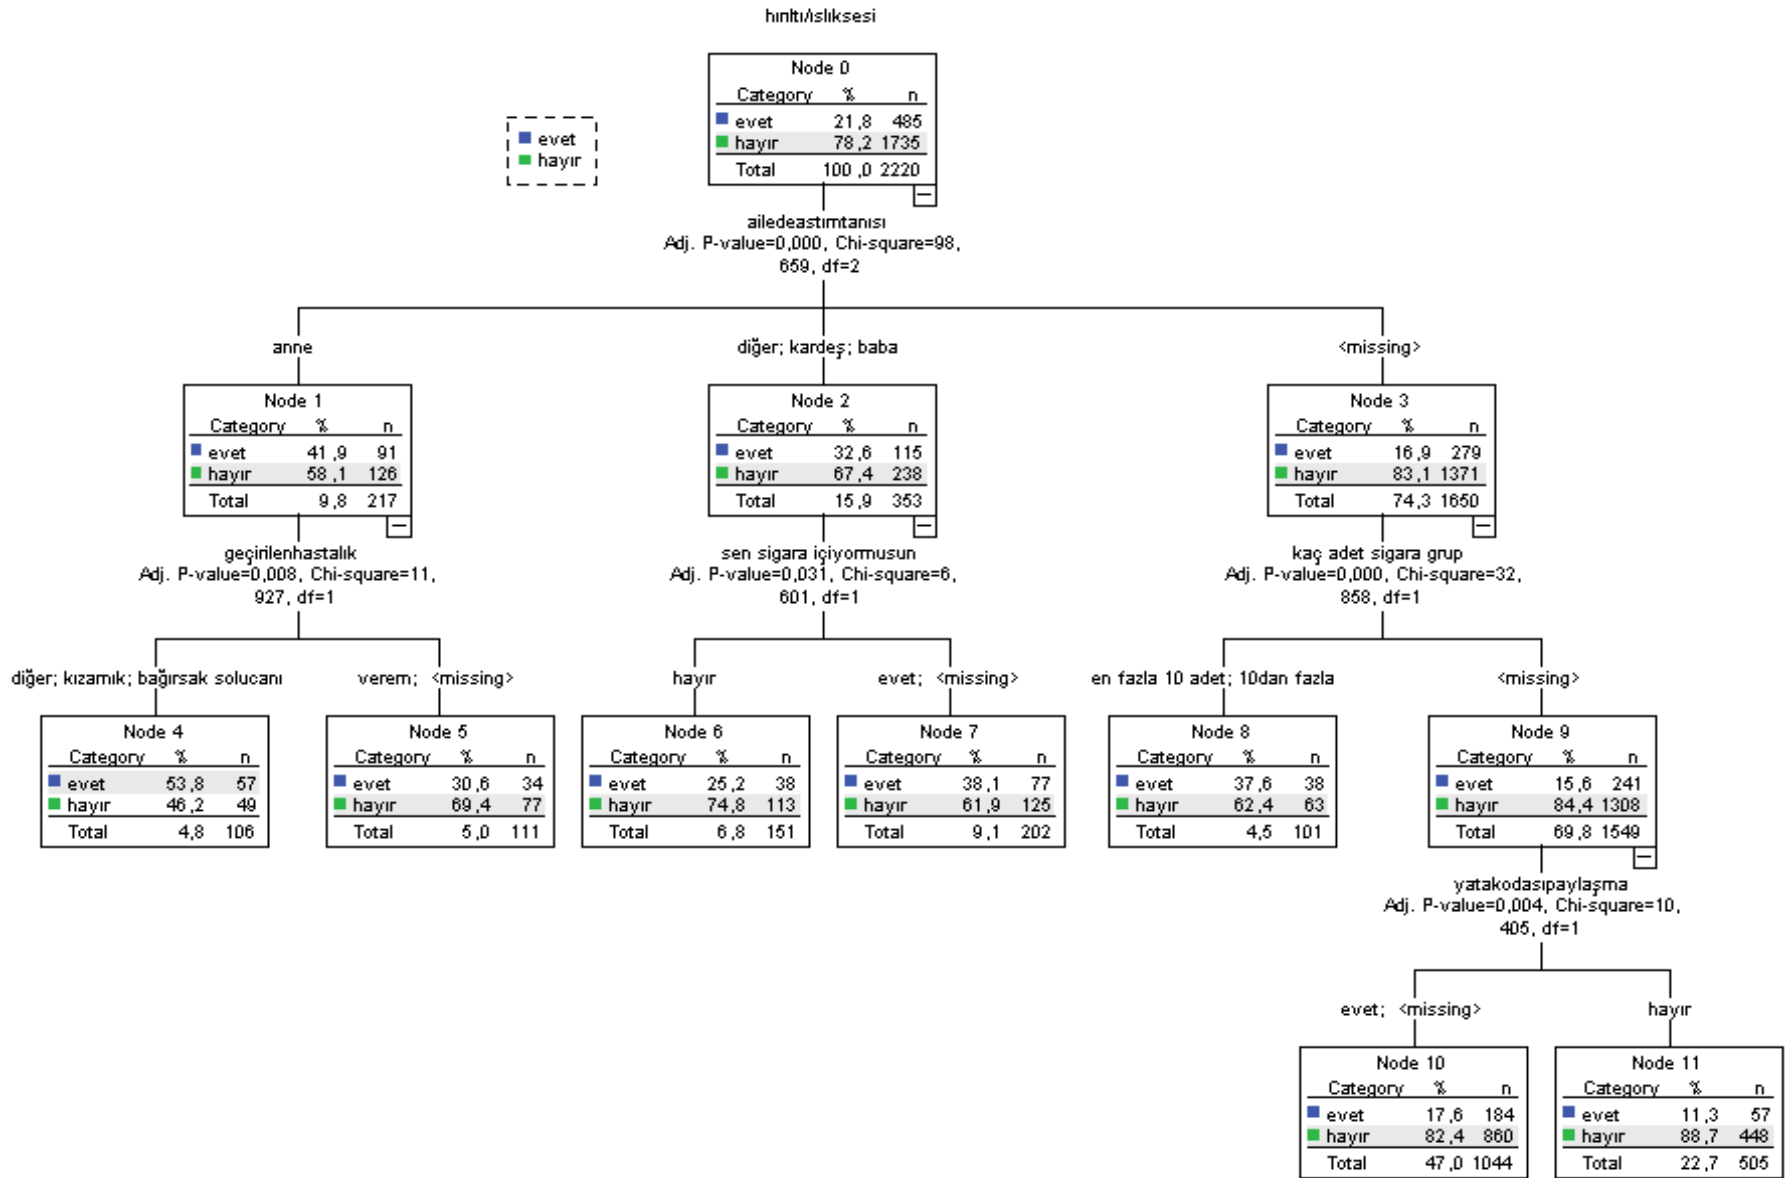 hırıltı/ıslıksesi
Node 0
Category % n
evet 21,8 485
hayır 78,2 1735
Total 100,0 2220
evet
hayır
ailedeastımtanısı
Adj. P-value=0,000, Chi-square=98,
659, df=2
anne
diğer; kardeş; baba
<missing>
Node 1
Category % n
evet 41,9 91
hayır 58,1 126
Total 9,8 217
Node 2
Category % n
evet 32,6 115
hayır 67,4 238
Total 15,9 353
Node 3
Category % n
evet 16,9 279
hayır 83,1 1371
Total 74,3 1650
geçirilenhastalık
Adj. P-value=0,008, Chi-square=11,
927, df=1
sen sigara içiyormusun
Adj. P-value=0,031, Chi-square=6,
601, df=1
kaç adet sigara grup
Adj. P-value=0,000, Chi-square=32,
858, df=1
diğer; kızamık; bağırsak solucanı
verem; <missing>
hayır
evet; <missing>
en fazla 10 adet; 10dan fazla
<missing>
Node 4
Category % n
evet 53,8 57
hayır 46,2 49
Total 4,8 106
Node 5
Category % n
evet 30,6 34
hayır 69,4 77
Total 5,0 111
Node 6
Category % n
evet 25,2 38
hayır 74,8 113
Total 6,8 151
Node 7
Category % n
evet 38,1 77
hayır 61,9 125
Total 9,1 202
Node 8
Category % n
evet 37,6 38
hayır 62,4 63
Total 4,5 101
Node 9
Category % n
evet 15,6 241
hayır 84,4 1308
Total 69,8 1549
yatakodasıpaylaşma
Adj. P-value=0,004, Chi-square=10,
405, df=1
evet; <missing>
hayır
Node 10
Category % n
evet 17,6 184
hayır 82,4 860
Total 47,0 1044
Node 11
Category % n
evet 11,3 57
hayır 88,7 448
Total 22,7 505